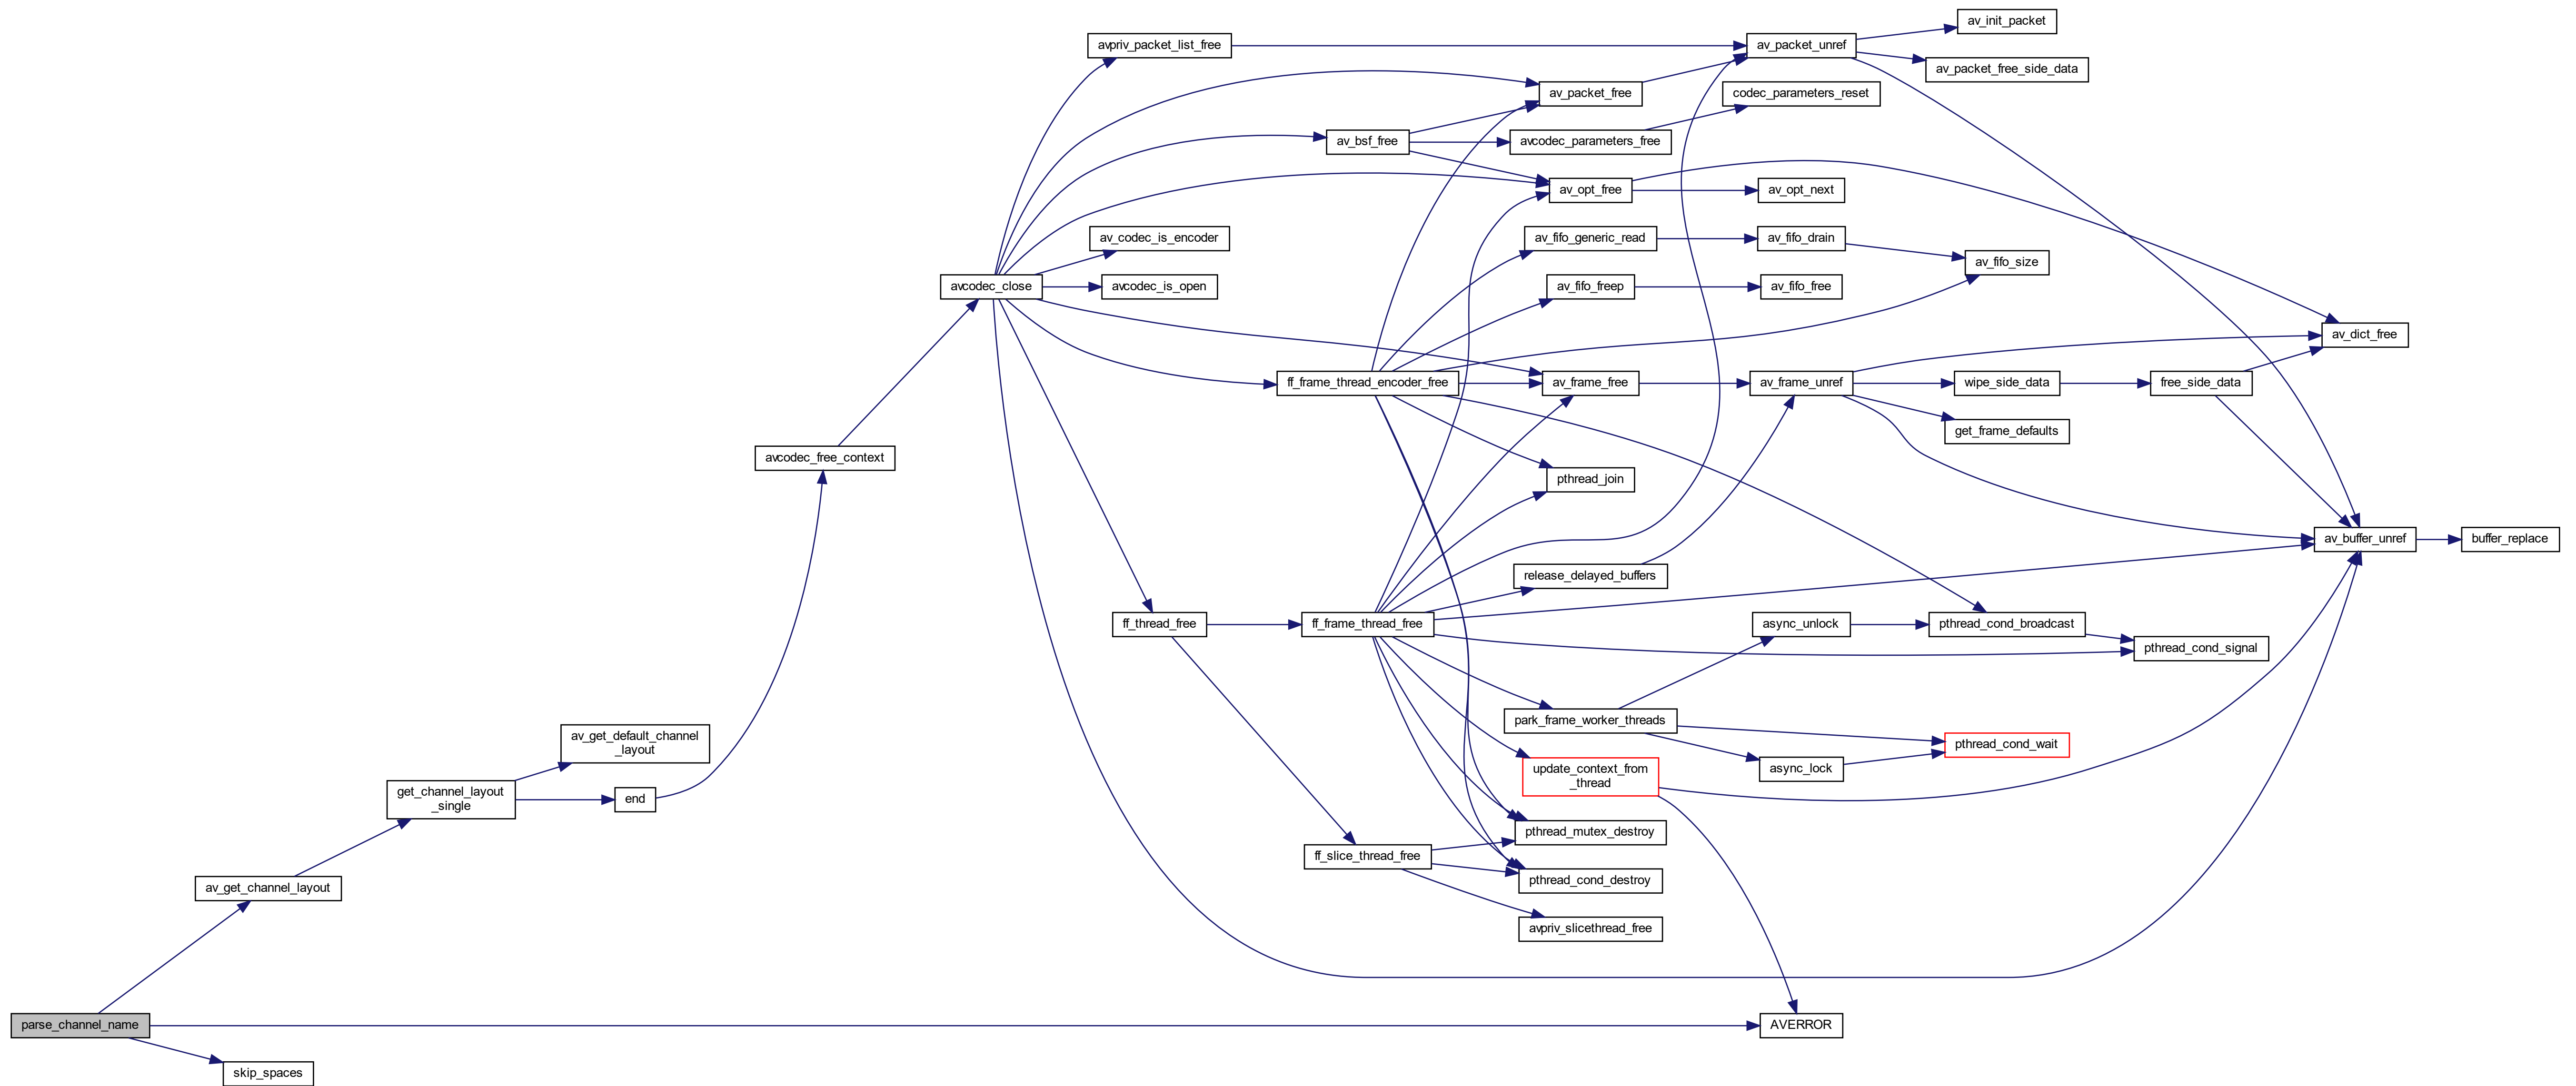 av_init_packet
avpriv_packet_list_free
av_packet_unref
av_packet_free_side_data
av_packet_free
codec_parameters_reset
av_bsf_free
avcodec_parameters_free
av_opt_free
av_opt_next
av_codec_is_encoder
av_fifo_generic_read
av_fifo_drain
av_fifo_size
avcodec_close
avcodec_is_open
av_fifo_freep
av_fifo_free
av_dict_free
ff_frame_thread_encoder_free
av_frame_free
av_frame_unref
wipe_side_data
free_side_data
get_frame_defaults
avcodec_free_context
pthread_join
av_buffer_unref
buffer_replace
release_delayed_buffers
ff_thread_free
ff_frame_thread_free
async_unlock
pthread_cond_broadcast
pthread_cond_signal
park_frame_worker_threads
av_get_default_channel
_layout
pthread_cond_wait
update_context_from
_thread
async_lock
get_channel_layout
_single
end
pthread_mutex_destroy
ff_slice_thread_free
pthread_cond_destroy
av_get_channel_layout
avpriv_slicethread_free
parse_channel_name
AVERROR
skip_spaces